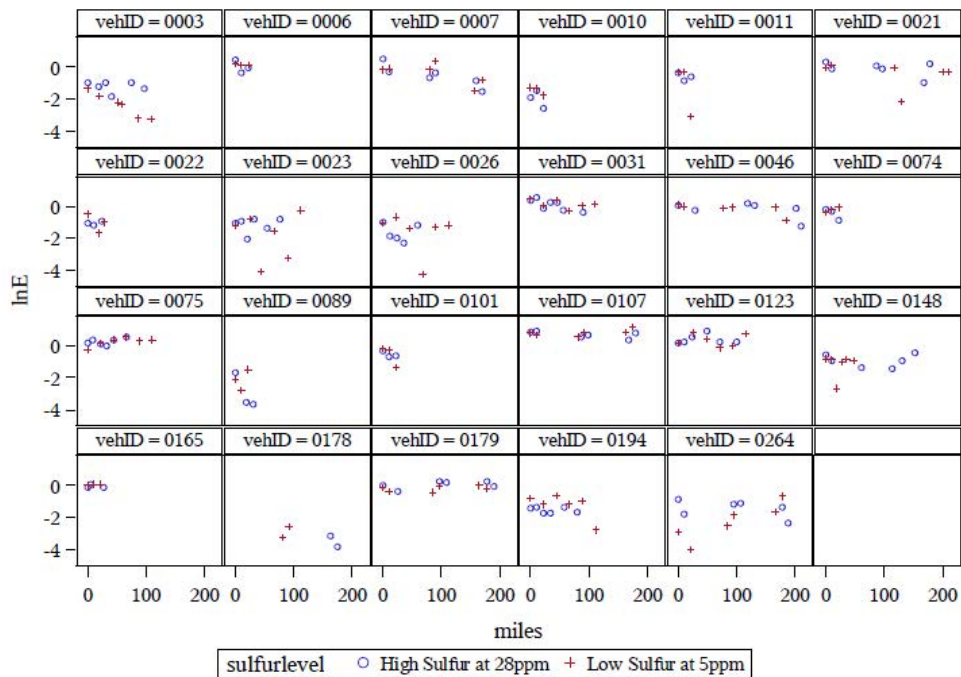 vehID = 0003 vehID = 0006 vehID = 0007 vehID = 0010 vehID = 0011 vehID = 0021
0
-2
-4
vehID = 0022 vehID = 0023 vehID = 0026 vehID = 0031 vehID = 0046 vehID = 0074
0
-2
-4
lnE
vehID = 0075 vehID = 0089 vehID = 0101 vehID = 0107 vehID = 0123 vehID = 0148
0
-2
-4
vehID = 0165 vehID = 0178 vehID = 0179 vehID = 0194 vehID = 0264
0
-2
-4
0 100 200 0 100 200 0 100 200 0 100 200 0 100 200 0 100 200
miles
sulfurlevel High Sulfur at 28ppm Low Sulfur at 5ppm